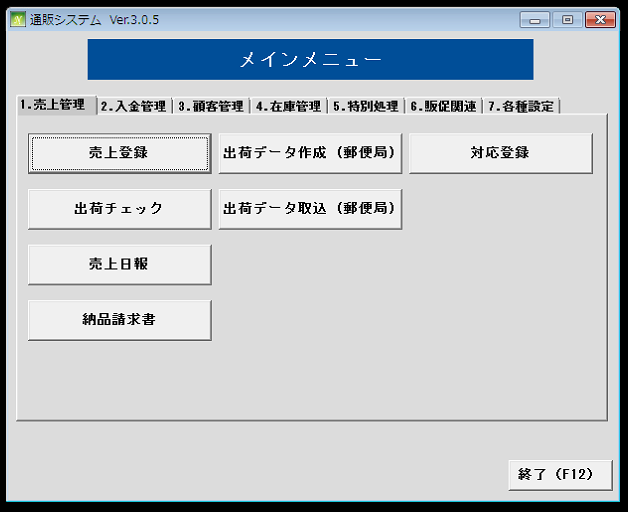 通販システム Ver.3.0.5
メインメニュー
1.売上管理 2.入金管理 3.顧客管理 4.在庫管理 5.特別処理 6.販促関連 7.各種設定
売上登録 出荷データ作成(郵便局) 対応登録
出荷チェック 出荷データ取込(郵便局)
売上日報
納品請求書
終了(F12)